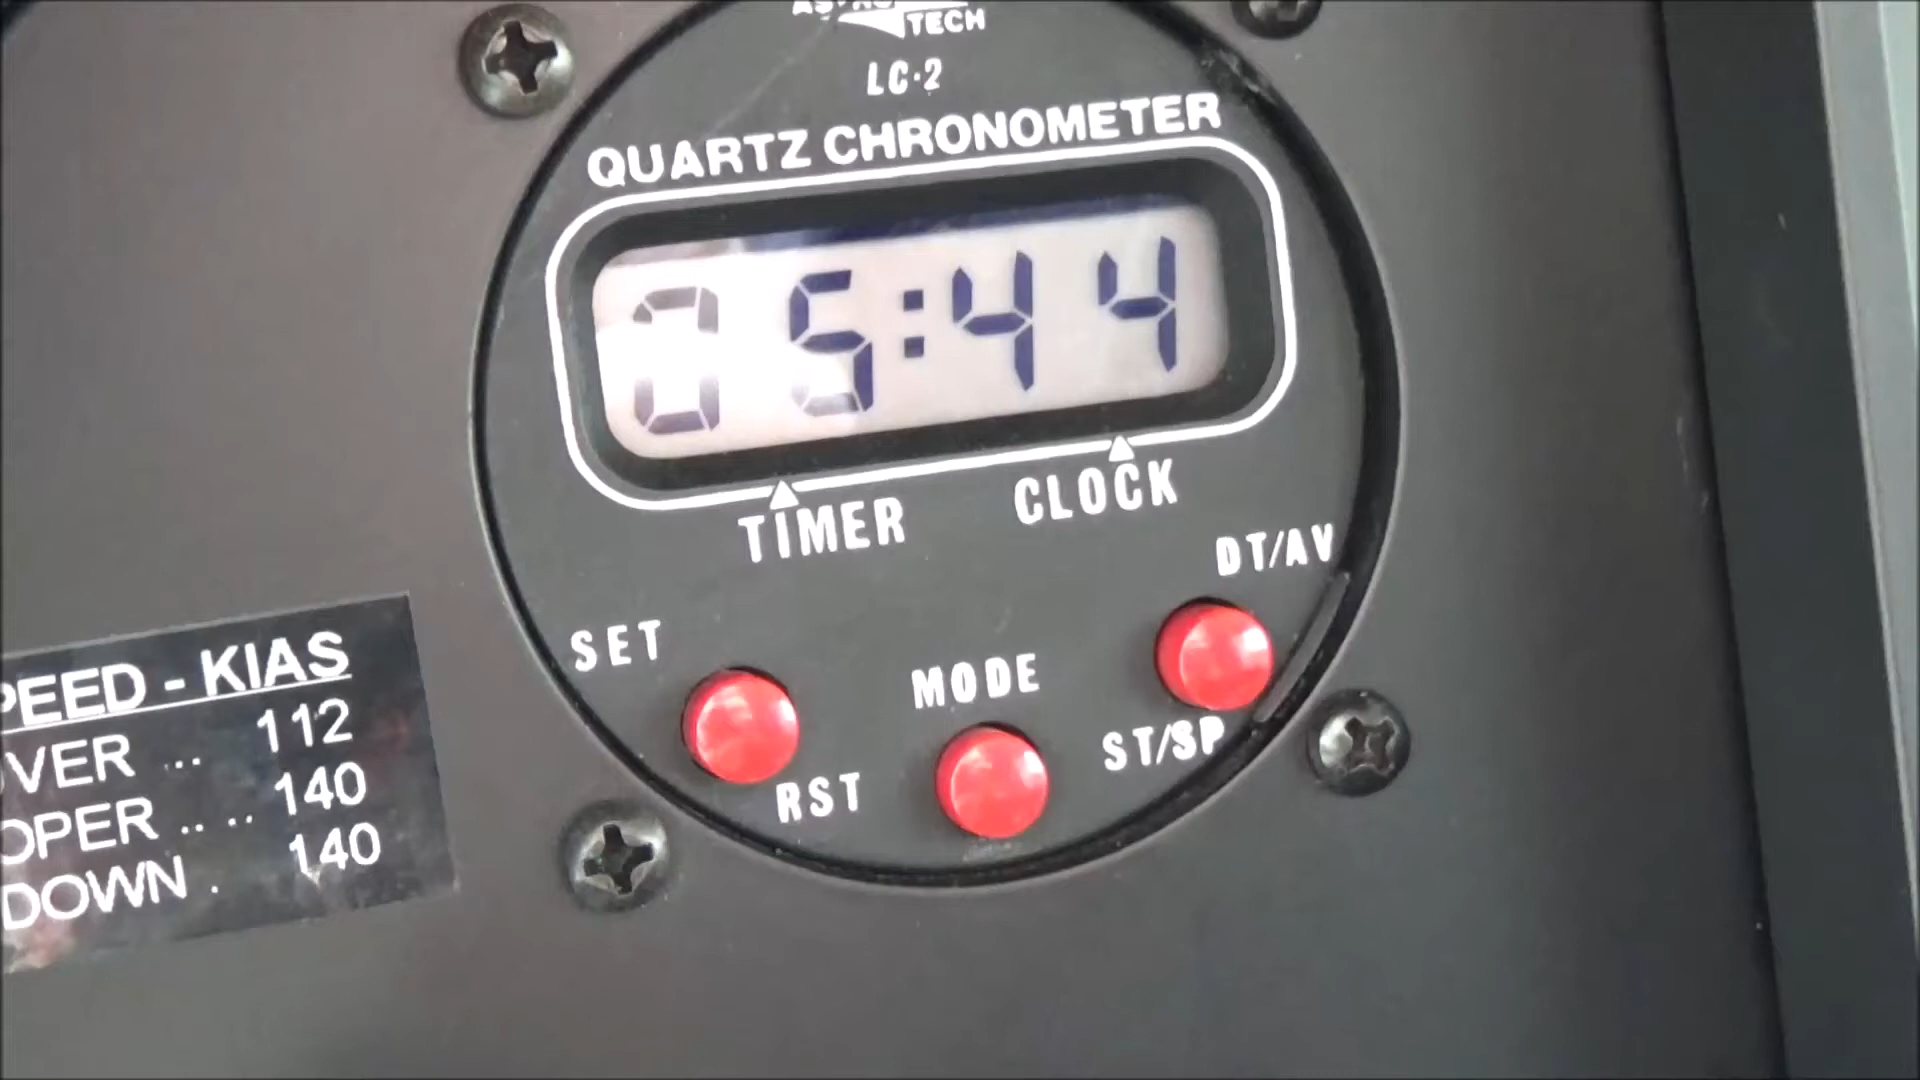 TECH
LC-2
QUARTZ CHRONOMETER
05:44
TIMER
CLOCK
DT/AV
SET
MODE
ST/SP
RST
PEED - KIAS
VER .. 112
OPER .. .. 140
DOWN . 140